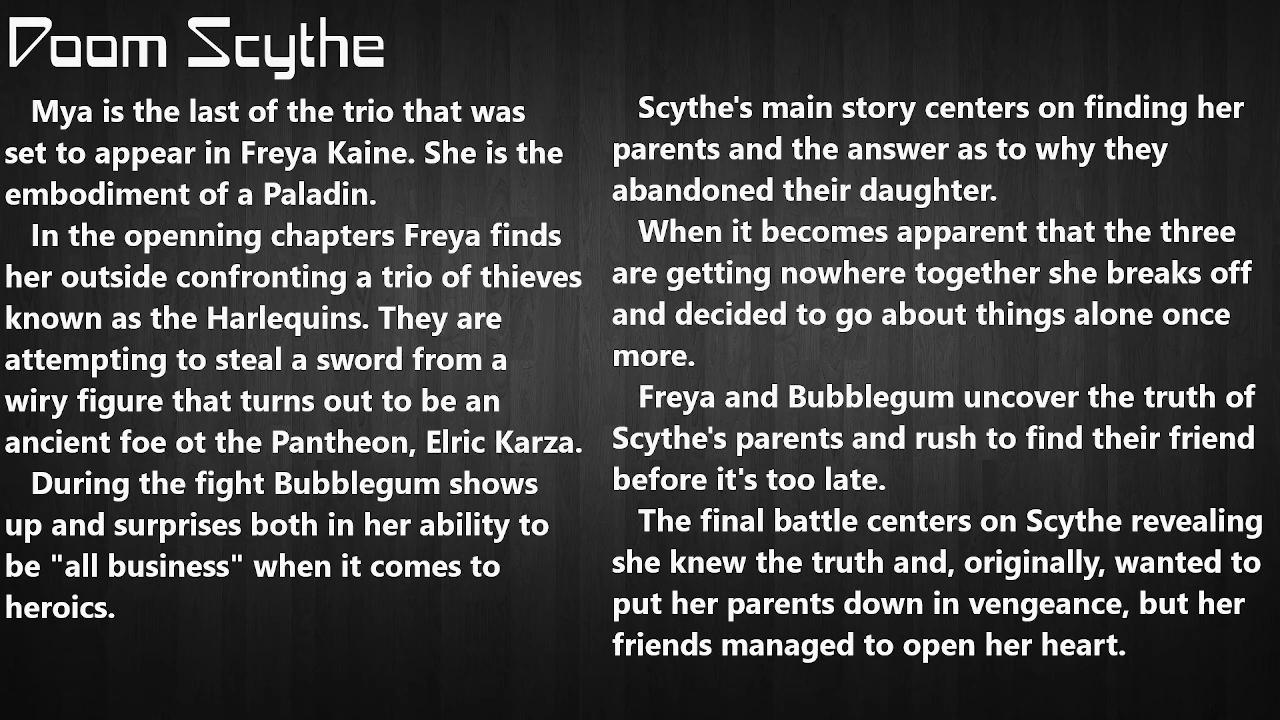 Doom Scythe
Mya is the last of the trio that was
set to appear in Freya Kaine. She is the
embodiment of a Paladin.
In the openning chapters Freya finds
her outside confronting a trio of thieves
known as the Harlequins. They are
attempting to steal a sword from a
wiry figure that turns out to be an
ancient foe ot the Pantheon, Elric Karza.
During the fight Bubblegum shows
up and surprises both in her ability to
be "all business" when it comes to
heroics.
Scythe's main story centers on finding her
parents and the answer as to why they
abandoned their daughter.
When it becomes apparent that the three
are getting nowhere together she breaks off
and decided to go about things alone once
more.
Freya and Bubblegum uncover the truth of
Scythe's parents and rush to find their friend
before it's too late.
The final battle centers on Scythe revealing
she knew the truth and, originally, wanted to
put her parents down in vengeance, but her
friends managed to open her heart.